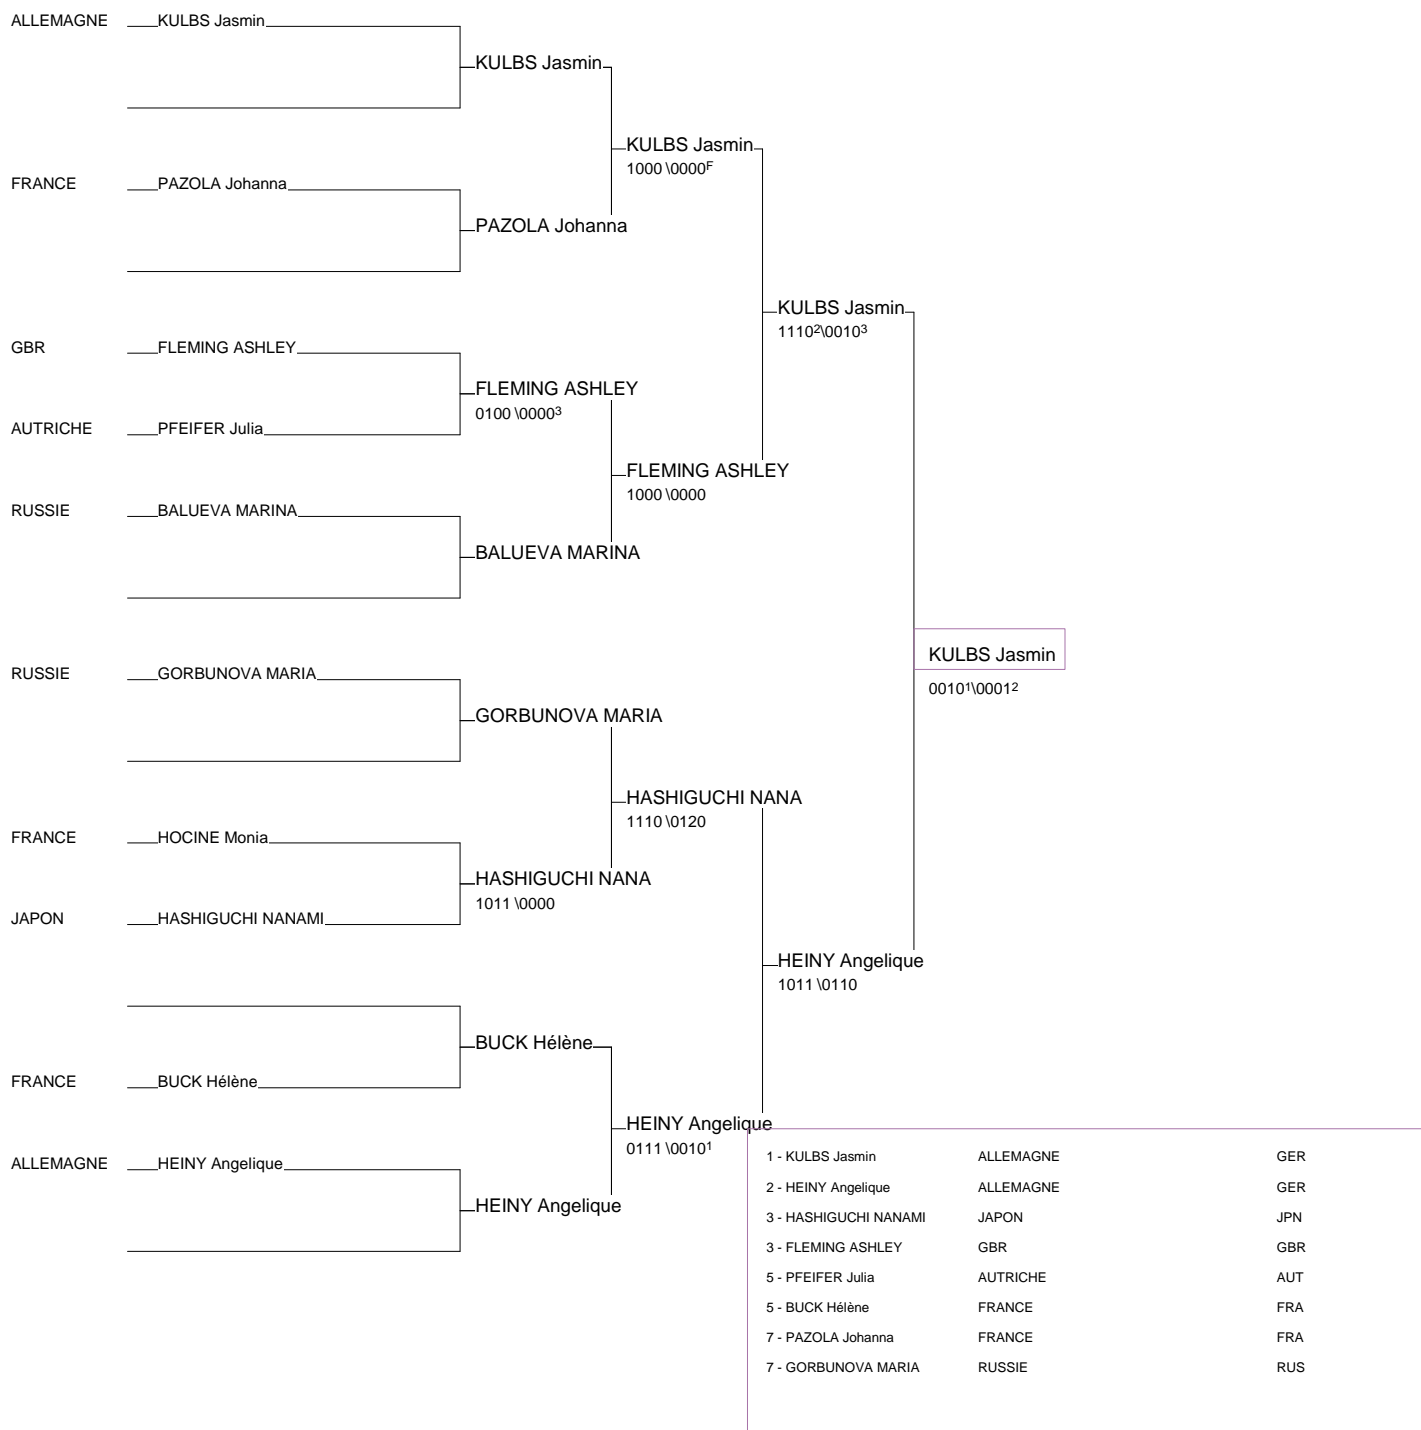 ALLEMAGNE KULBS Jasmin
KULBS Jasmin
KULBS Jasmin
1000 \0000F
FRANCE PAZOLA Johanna
PAZOLA Johanna
KULBS Jasmin
11102\00103
GBR FLEMING ASHLEY
FLEMING ASHLEY
0100 \00003
AUTRICHE PFEIFER Julia
FLEMING ASHLEY
1000 \0000
RUSSIE BALUEVA MARINA
BALUEVA MARINA
KULBS Jasmin
00101\00012
RUSSIE GORBUNOVA MARIA
GORBUNOVA MARIA
HASHIGUCHI NANA
1110 \0120
FRANCE HOCINE Monia
HASHIGUCHI NANA
1011 \0000
JAPON HASHIGUCHI NANAMI
HEINY Angelique
1011 \0110
BUCK Hélène
FRANCE BUCK Hélène
HEINY Angelique
0111 \00101
ALLEMAGNE HEINY Angelique
HEINY Angelique
1 - KULBS Jasmin ALLEMAGNE GER
2 - HEINY Angelique ALLEMAGNE GER
3 - HASHIGUCHI NANAMI JAPON JPN
3 - FLEMING ASHLEY GBR GBR
5 - PFEIFER Julia AUTRICHE AUT
5 - BUCK Hélène FRANCE FRA
7 - PAZOLA Johanna FRANCE FRA
7 - GORBUNOVA MARIA RUSSIE RUS